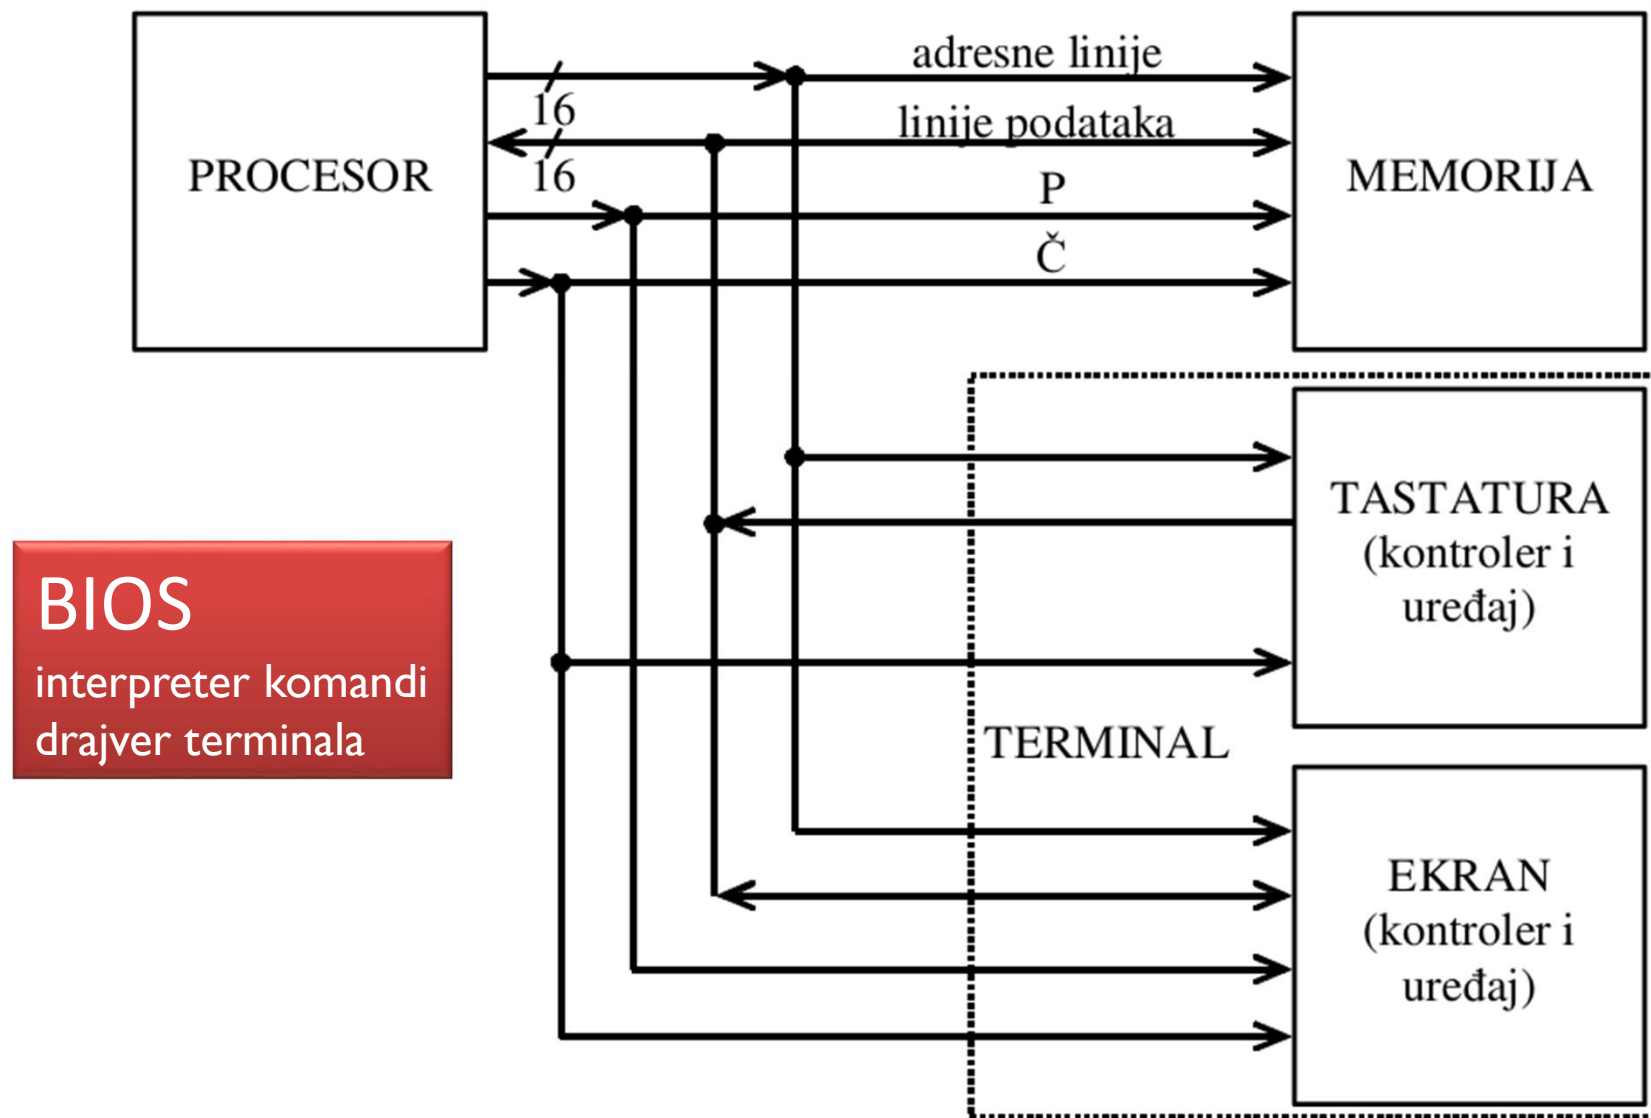 PROCESOR
16
16
adresne linije
linije podataka
P
Č
MEMORIJA
TASTATURA
(kontroler i
uređaj)
BIOS
interpreter komandi
drajver terminala
TERMINAL
EKRAN
(kontroler i
uređaj)